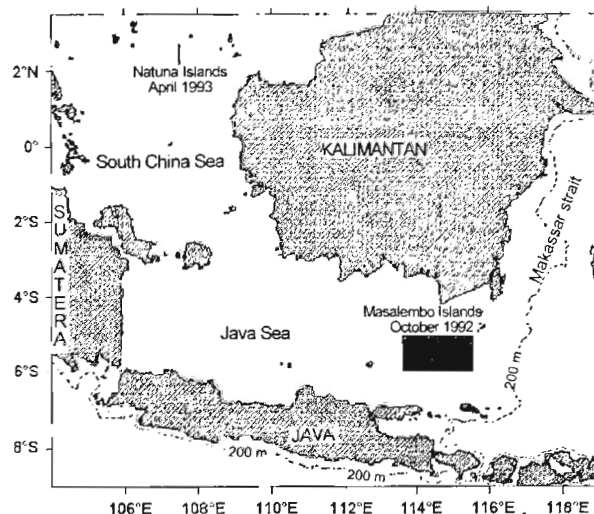 2°N
Natuna Islands
April 1993
0°
South China Sea
KALIMANTAN
2°S
SUMATERA
Makassar strait
4°S
Masalembo Islands
October 1992
Java Sea
6°S
200 m
JAVA
8°S
200 m
200 m
106°E 108°E 110°E 112°E 114°E 116°E 118°E